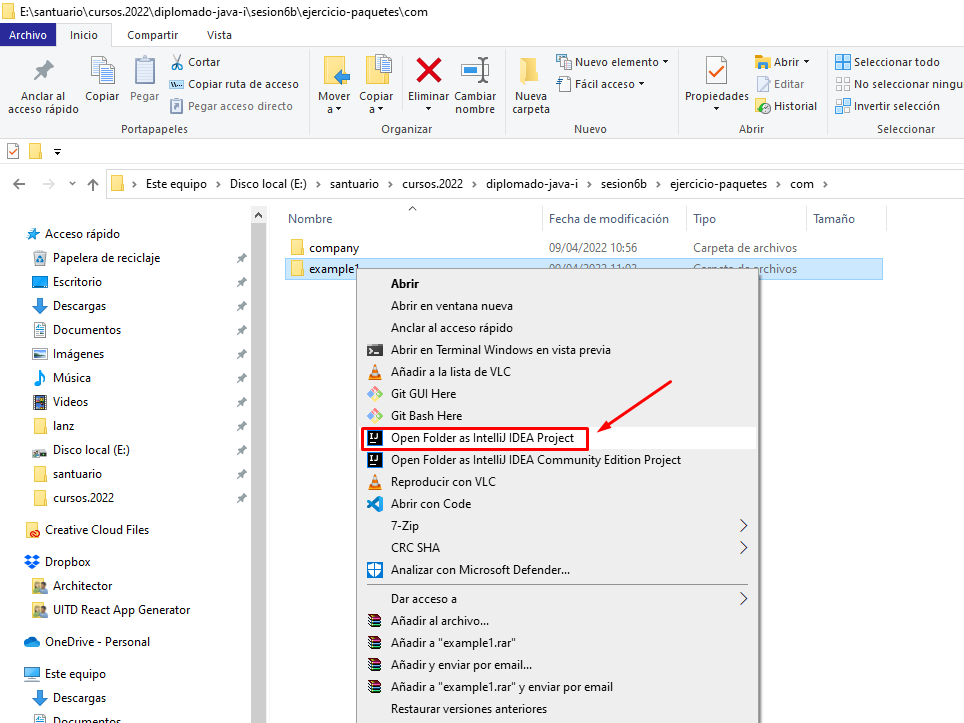 E:\santuario\cursos.2022\diplomado-java-i\sesion6b\ejercicio-paquetes\com
Archivo Inicio Compartir Vista
Anclar al acceso rápido
Copiar
Pegar
Cortar
Copiar ruta de acceso
Pegar acceso directo
Portapapeles
Mover a
Copiar a
Eliminar
Cambiar nombre
Organizar
Nueva carpeta
Nuevo elemento
Fácil acceso
Nuevo
Propiedades
Abrir
Editar
Historial
Abrir
Seleccionar todo
No seleccionar ningu
Invertir selección
Seleccionar
Este equipo > Disco local (E:) > santuario > cursos.2022 > diplomado-java-i > sesion6b > ejercicio-paquetes > com >
Acceso rápido
Papelera de reciclaje
Escritorio
Descargas
Documentos
Imágenes
Música
Videos
lanz
Disco local (E:)
santuario
cursos.2022
Creative Cloud Files
Dropbox
Architector
UITD React App Generator
OneDrive - Personal
Este equipo
Descargas
Documentos
Nombre Fecha de modificación Tipo Tamaño
company 09/04/2022 10:56 Carpeta de archivos
example1 09/04/2022 11:02 Carpeta de archivos
Abrir
Abrir en ventana nueva
Anclar al acceso rápido
Abrir en Terminal Windows en vista previa
Añadir a la lista de VLC
Git GUI Here
Git Bash Here
Open Folder as IntelliJ IDEA Project
Open Folder as IntelliJ IDEA Community Edition Project
Reproducir con VLC
Abrir con Code
7-Zip
CRC SHA
Analizar con Microsoft Defender...
Dar acceso a
Añadir al archivo...
Añadir a "example1.rar"
Añadir y enviar por email...
Añadir a "example1.rar" y enviar por email
Restaurar versiones anteriores